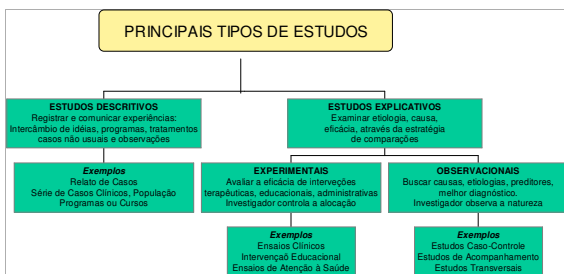 PRINCIPAIS TIPOS DE ESTUDOS
ESTUDOS DESCRITIVOS
Registrar e comunicar experiências:
Intercâmbio de idéias, programas, tratamentos
casos não usuais e observações
Exemplos
Relato de Casos
Série de Casos Clínicos, População
Programas ou Cursos
ESTUDOS EXPLICATIVOS
Examinar etiologia, causa,
eficácia, através da estratégia
de comparações
EXPERIMENTAIS
Avaliar a eficácia de interveções
terapêuticas, educacionais, administrativas
Investigador controla a alocação
Exemplos
Ensaios Clínicos
Intervençaõ Educacional
Ensaios de Atenção à Saúde
OBSERVACIONAIS
Buscar causas, etiologias, preditores,
melhor diagnóstico.
Investigador observa a natureza
Exemplos
Estudos Caso-Controle
Estudos de Acompanhamento
Estudos Transversais